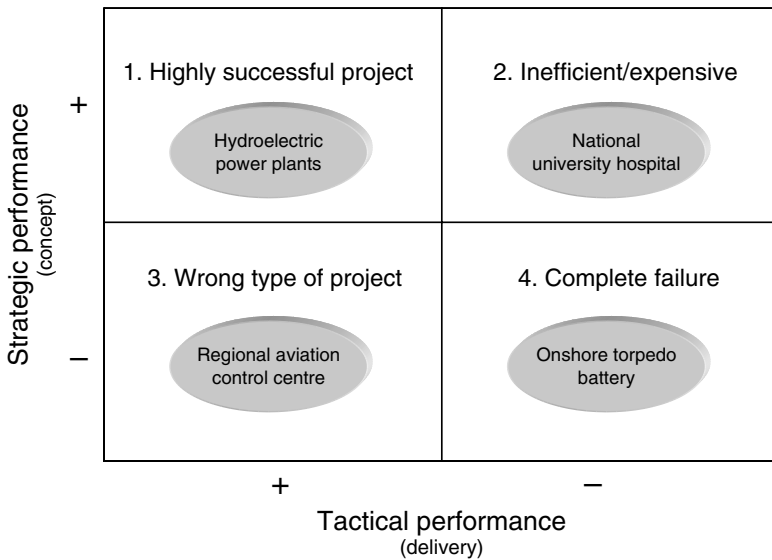 1. Highly successful project
2. Inefficient/expensive
+
Hydroelectric
power plants
National
university hospital
Strategic performance
(concept)
3. Wrong type of project
4. Complete failure
–
Regional aviation
control centre
Onshore torpedo
battery
+
–
Tactical performance
(delivery)